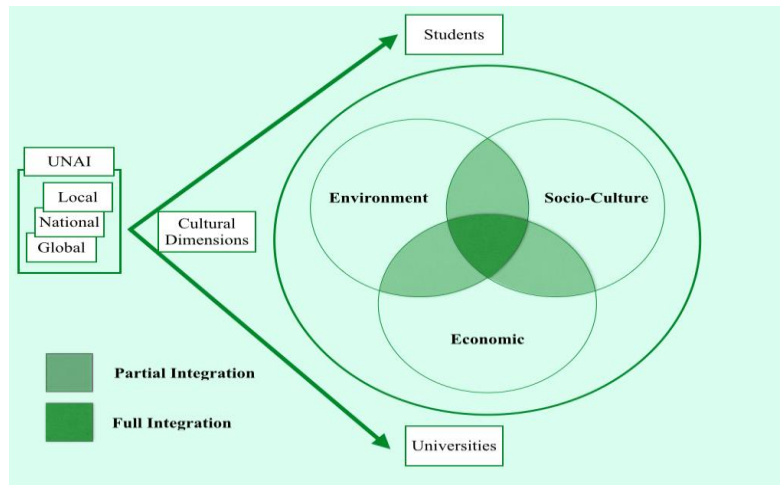 Students
UNAI
Local
National
Global
Cultural
Dimensions
Environment
Socio-Culture
Economic
Partial Integration
Full Integration
Universities